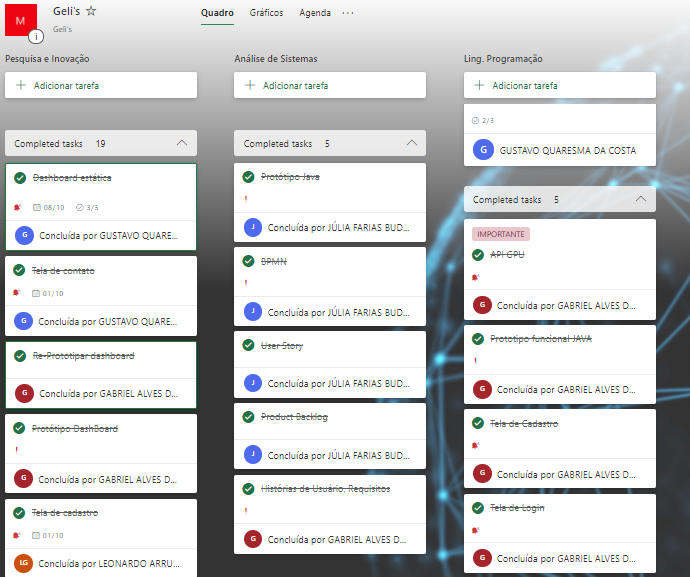 M
Geli's
Geli's
Quadro Gráficos Agenda ...
Pesquisa e Inovação
Adicionar tarefa
Completed tasks 19
Dashboard estática
08/10 3/3
G Concluída por GUSTAVO QUARE...
Tela de contato
01/10
G Concluída por GUSTAVO QUARE...
Re-Prototipar dashboard
G Concluída por GABRIEL ALVES D...
Protótipo DashBoard
G Concluída por GABRIEL ALVES D...
Tela de cadastro
01/10
LG Concluída por LEONARDO ARRU...
Análise de Sistemas
Adicionar tarefa
Completed tasks 5
Protótipo Java
J Concluída por JÚLIA FARIAS BUD...
BPMN
J Concluída por JÚLIA FARIAS BUD...
User Story
J Concluída por JÚLIA FARIAS BUD...
Product Backlog
J Concluída por JÚLIA FARIAS BUD...
Histórias de Usuário, Requisitos
G Concluída por GABRIEL ALVES D...
Ling. Programação
Adicionar tarefa
2/3
G GUSTAVO QUARESMA DA COSTA
Completed tasks 5
IMPORTANTE
API GPU
G Concluída por GABRIEL ALVES D...
Prototipo funcional JAVA
G Concluída por GABRIEL ALVES D...
Tela de Cadastro
G Concluída por GABRIEL ALVES D...
Tela de Login
G Concluída por GABRIEL ALVES D...